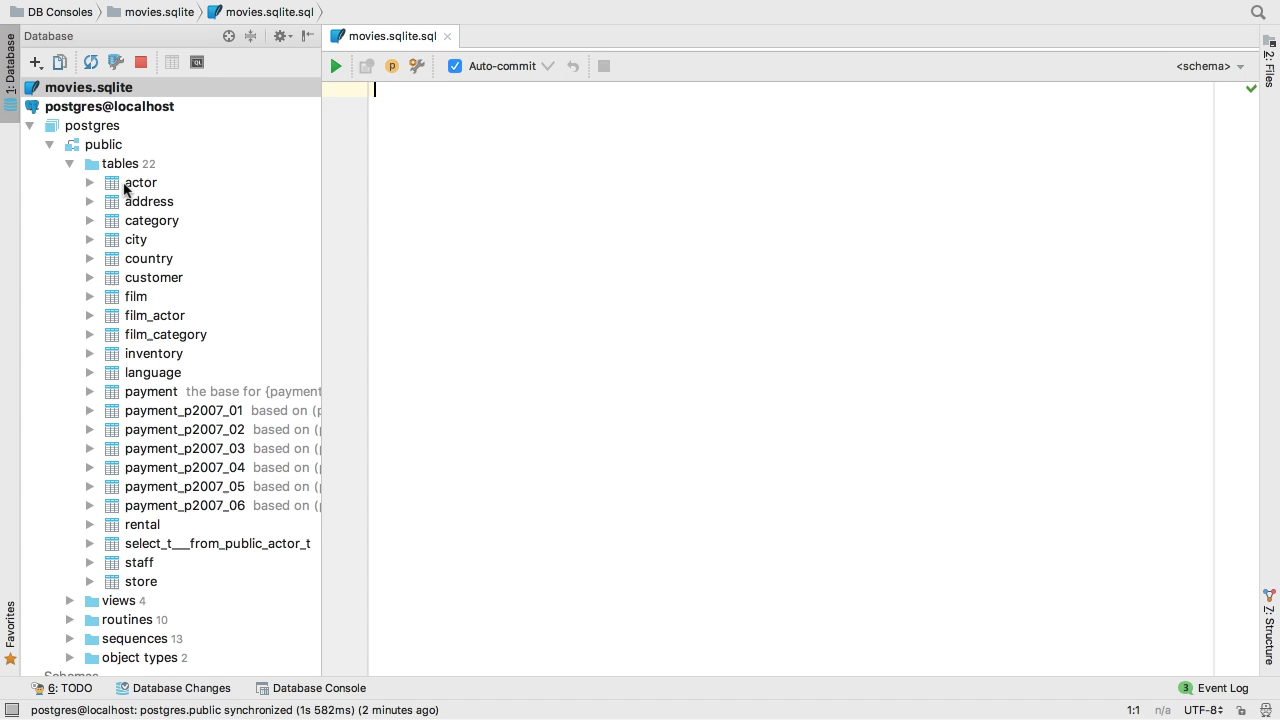 DB Consoles movies.sqlite movies.sqlite.sql
Database
movies.sqlite.sql
Auto-commit
<schema>
movies.sqlite
postgres@localhost
postgres
public
tables 22
actor
address
category
city
country
customer
film
film_actor
film_category
inventory
language
payment the base for {payment
payment_p2007_01 based on (p
payment_p2007_02 based on (p
payment_p2007_03 based on (p
payment_p2007_04 based on (p
payment_p2007_05 based on (p
payment_p2007_06 based on (p
rental
select_t__from_public_actor_t
staff
store
views 4
routines 10
sequences 13
object types 2
1: Database
Favorites
2: Files
7: Structure
6: TODO Database Changes Database Console 3 Event Log
postgres@localhost: postgres.public synchronized (1s 582ms) (2 minutes ago) 1:1 n/a UTF-8